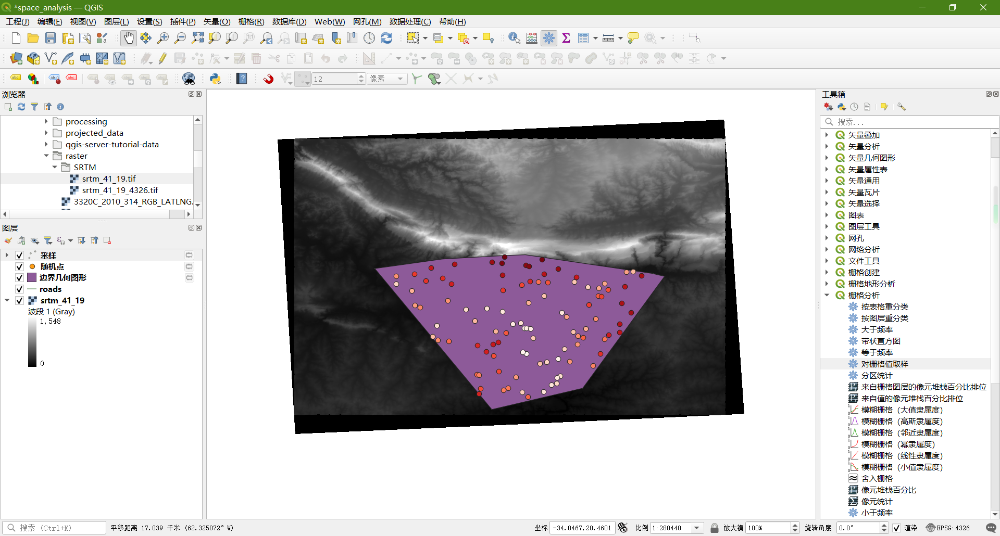 *space_analysis — QGIS
工程(J) 编辑(E) 视图(V) 图层(L) 设置(S) 插件(P) 矢量(O) 栅格(R) 数据库(D) Web(W) 网孔(M) 数据处理(C) 帮助(H)
12 像素
浏览器
processing
projected_data
qgis-server-tutorial-data
raster
SRTM
srtm_41_19.tif
srtm_41_19_4326.tif
3320C_2010_314_RGB_LATLNG.
图层
采样
随机点
边界几何图形
roads
srtm_41_19
波段 1 (Gray)
1,548
0
工具箱
搜索...
矢量叠加
矢量分析
矢量几何图形
矢量属性表
矢量通用
矢量瓦片
矢量选择
图表
图层工具
网孔
网络分析
文件工具
栅格创建
栅格地形分析
栅格分析
按表格重分类
按图层重分类
大于频率
带状直方图
等于频率
对栅格值取样
分区统计
来自栅格图层的像元堆栈百分比排位
来自值的像元堆栈百分比排位
模糊栅格 (大值隶属度)
模糊栅格 (高斯隶属度)
模糊栅格 (邻近隶属度)
模糊栅格 (幂隶属度)
模糊栅格 (线性隶属度)
模糊栅格 (小值隶属度)
舍入栅格
像元堆栈百分比
像元统计
小于频率
搜索 (Ctrl+K) 平移距离 17.039 千米 (62.325072° W) 坐标 -34.0467,20.4601 比例 1:280440 放大镜 100% 旋转角度 0.0° 渲染 EPSG:4326